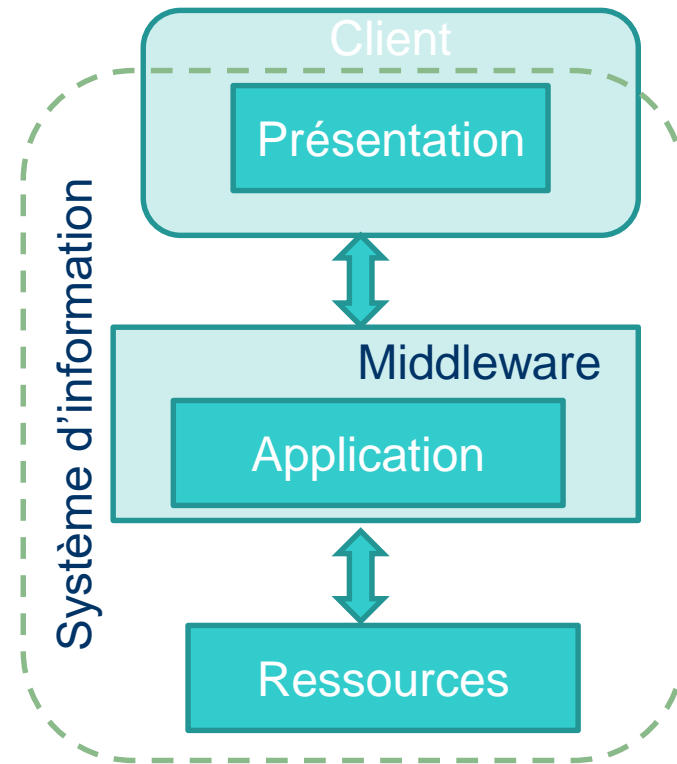 Client
Présentation
Système d'information
Middleware
Application
Ressources